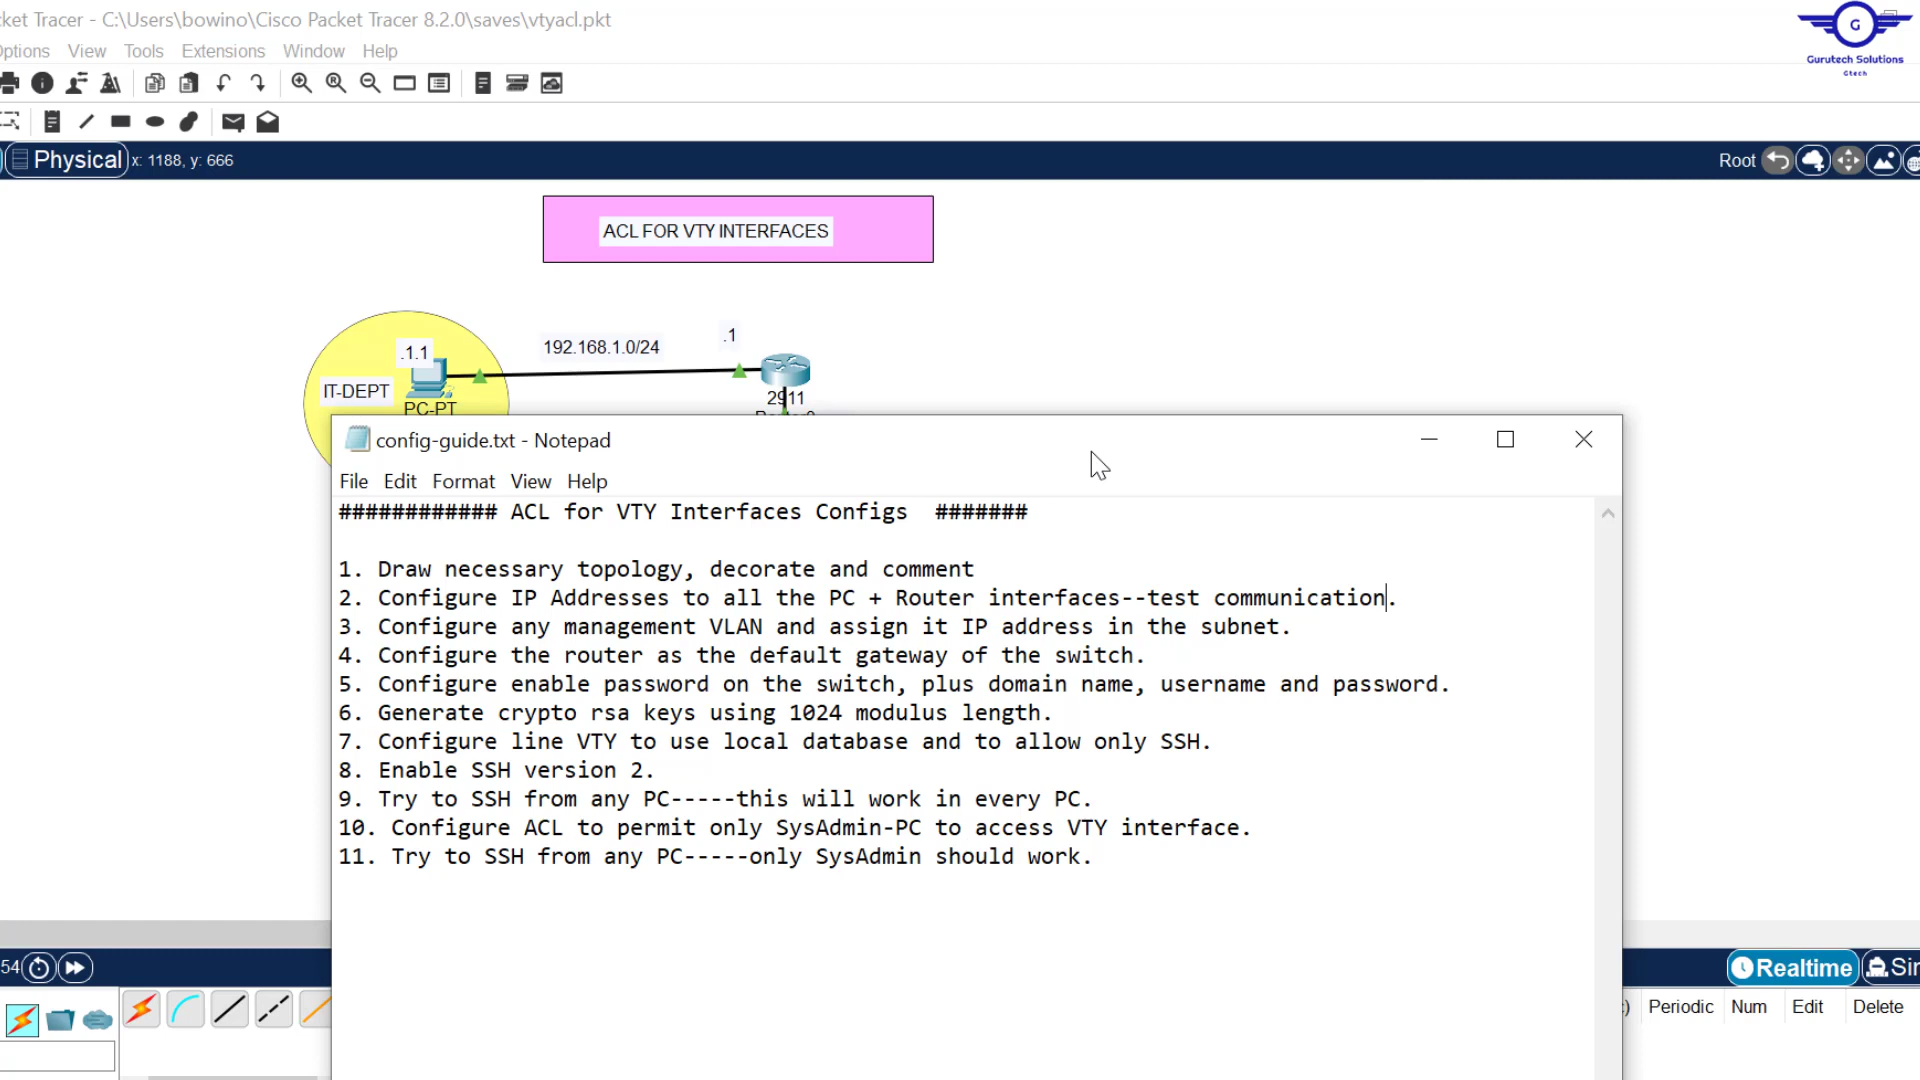 cket Tracer - C:\Users\bowino\Cisco Packet Tracer 8.2.0\saves\vtyacl.pkt
G
Gurutech Solutions
Gtech
Options View Tools Extensions Window Help
Physical x: 1188, y: 666
Root
ACL FOR VTY INTERFACES
.1.1
192.168.1.0/24
.1
IT-DEPT
PC-PT
2911
config-guide.txt - Notepad
File Edit Format View Help
############ ACL for VTY Interfaces Configs #######
1. Draw necessary topology, decorate and comment
2. Configure IP Addresses to all the PC + Router interfaces--test communication.
3. Configure any management VLAN and assign it IP address in the subnet.
4. Configure the router as the default gateway of the switch.
5. Configure enable password on the switch, plus domain name, username and password.
6. Generate crypto rsa keys using 1024 modulus length.
7. Configure line VTY to use local database and to allow only SSH.
8. Enable SSH version 2.
9. Try to SSH from any PC-----this will work in every PC.
10. Configure ACL to permit only SysAdmin-PC to access VTY interface.
11. Try to SSH from any PC-----only SysAdmin should work.
54
Realtime
Sir
) Periodic Num Edit Delete